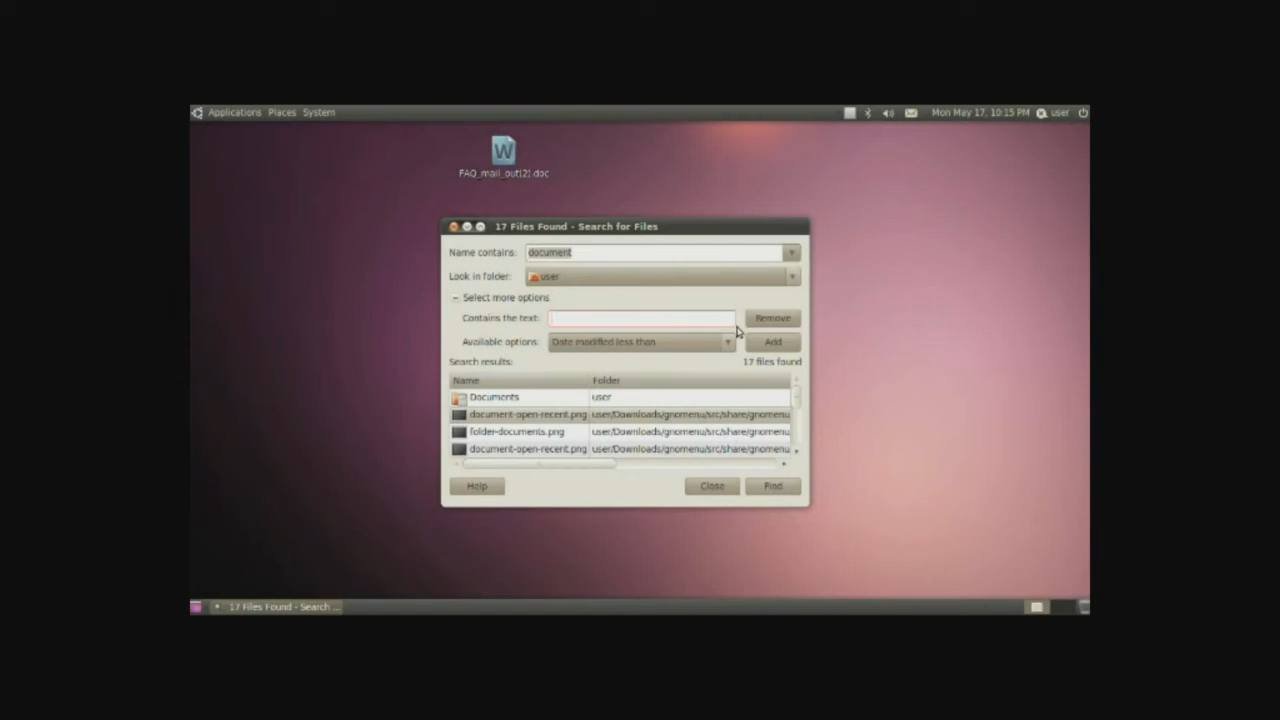 Applications Places System
Mon May 17, 10:15 PM user
W
FAQ_mail_out(2).doc
17 Files Found - Search for Files
Name contains: document
Look in folder: user
Select more options
Contains the text: Remove
Available options: Date modified less than Add
Search results: 17 files found
Name Folder
Documents user
document-open-recent.png user/Downloads/gnomenu/src/share/gnomenu
folder-documents.png user/Downloads/gnomenu/src/share/gnomenu
document-open-recent.png user/Downloads/gnomenu/src/share/gnomenu
Help Close Find
17 Files Found - Search ...